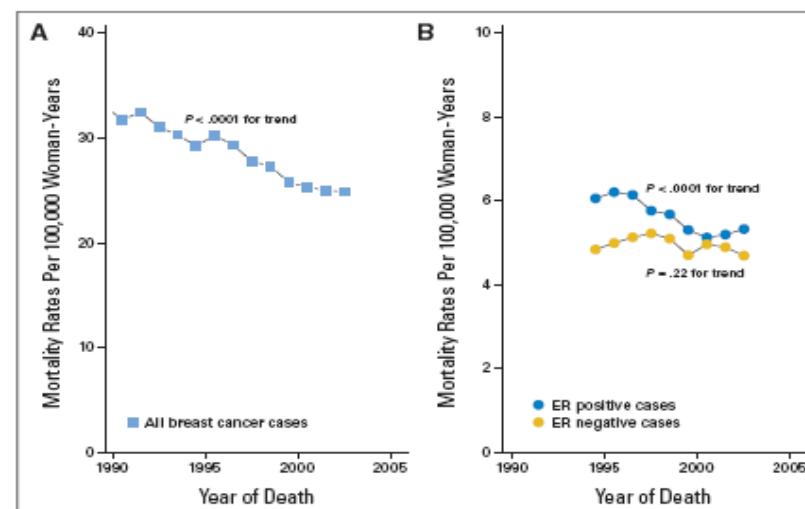 A
Mortality Rates Per 100,000 Woman-Years
40
30
20
10
0
P < .0001 for trend
All breast cancer cases
1990
1995
2000
2005
Year of Death
B
Mortality Rates Per 100,000 Woman-Years
10
8
6
4
2
0
P < .0001 for trend
P = .22 for trend
ER positive cases
ER negative cases
1990
1995
2000
2005
Year of Death